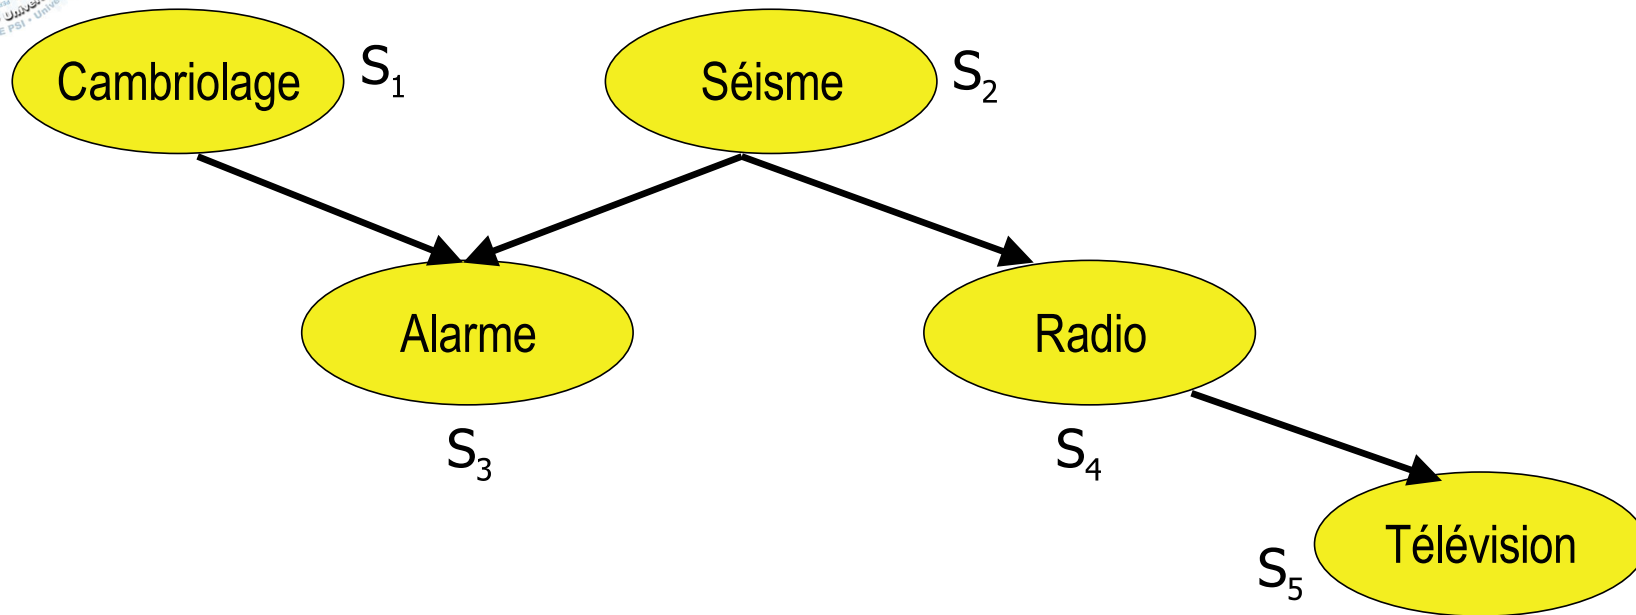 Cambriolage S₁
Séisme S₂
Alarme
Radio
S₃
S₄
Télévision
S₅